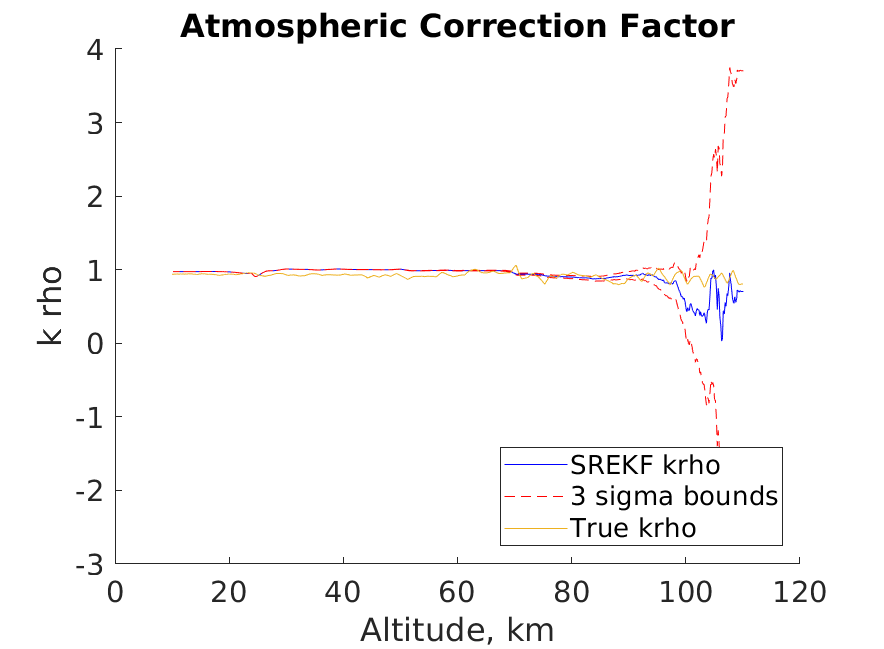 Atmospheric Correction Factor
4
3
2
1
0
-1
-2
-3
k rho
SREKF krho
3 sigma bounds
True krho
0 20 40 60 80 100 120
Altitude, km